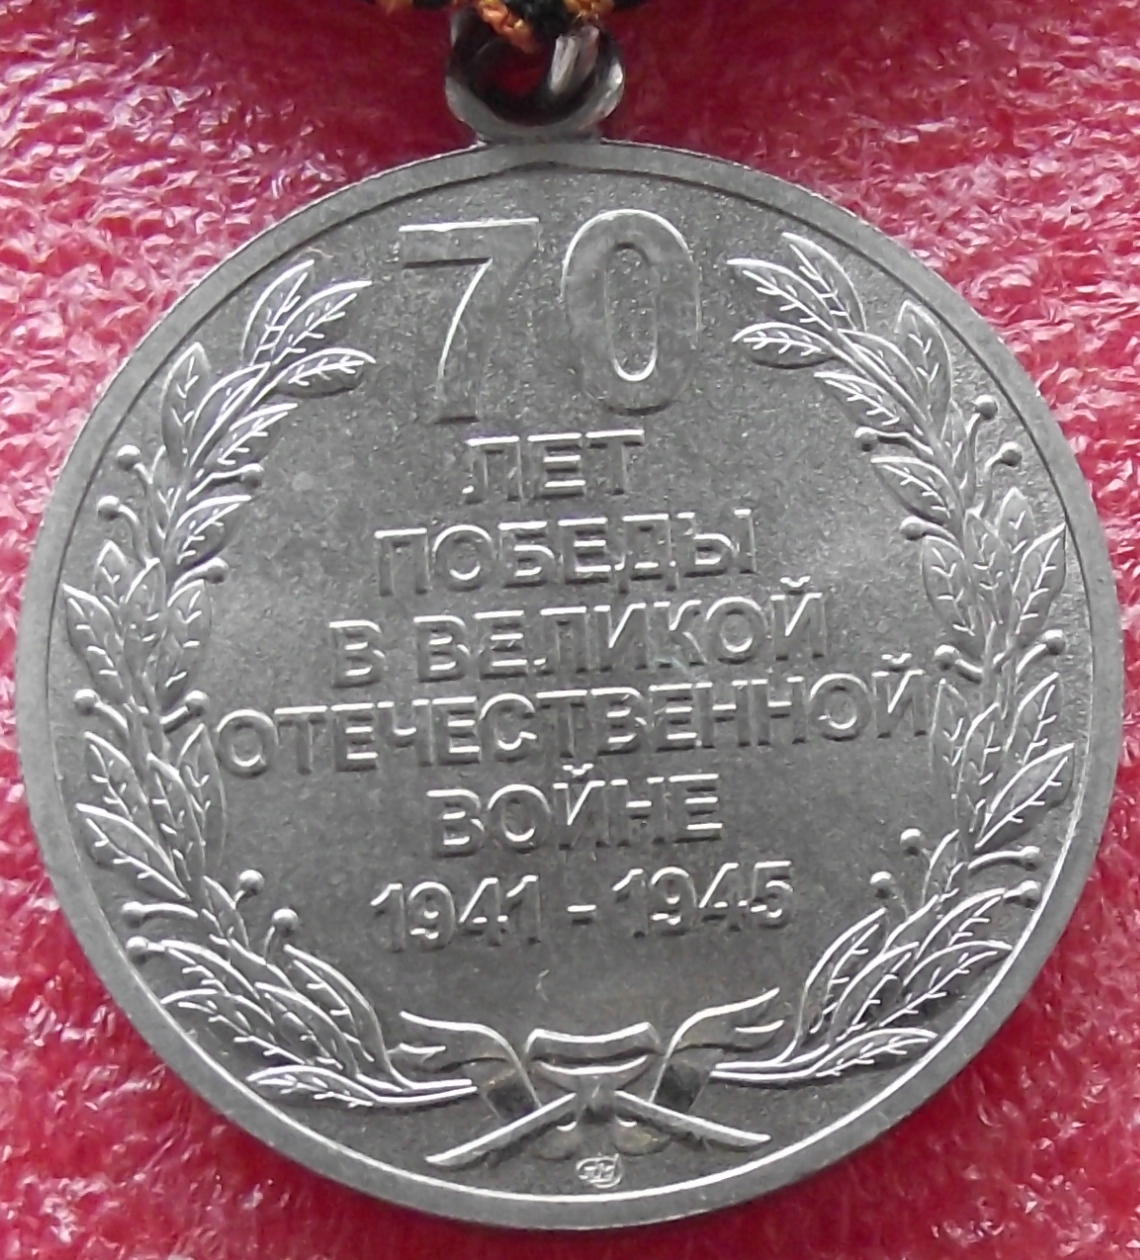 70
ЛЕТ
ПОБЕДЫ
В ВЕЛИКОЙ
ОТЕЧЕСТВЕННОЙ
ВОЙНЕ
1941 - 1945